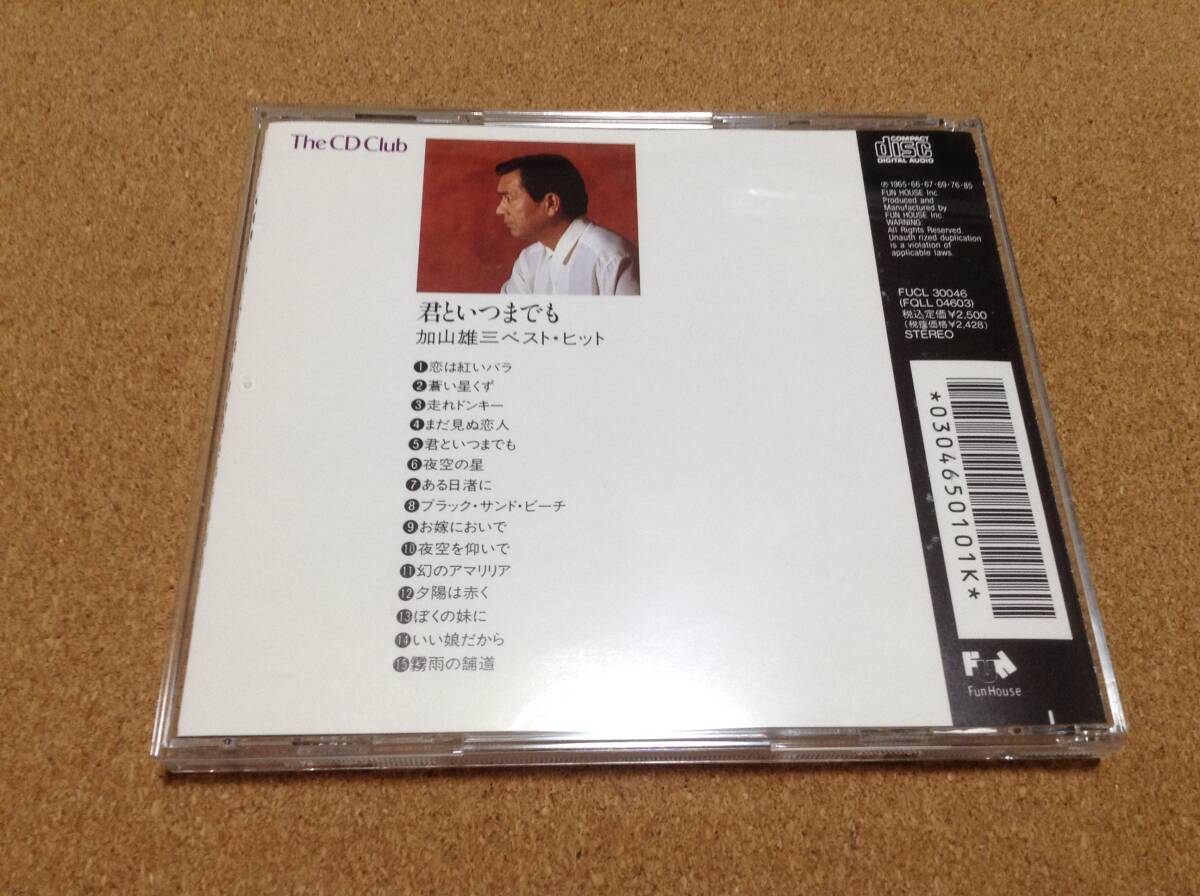 The CD Club
君といつまでも
加山雄三ベスト・ヒット
❶恋は紅いバラ
❷蒼い星くず
❸走れドンキー
❹まだ見ぬ恋人
❺君といつまでも
❻夜空の星
❼ある日渚に
❽ブラック・サンド・ビーチ
❾お嫁においで
❿夜空を仰いで
⓫幻のアマリリア
⓬夕陽は赤く
⓭ぼくの妹に
⓮いい娘だから
⓯霧雨の舗道
COMPACT
disc
DIGITAL AUDIO
℗1965・66・67・69・76・85
FUN HOUSE Inc.
Produced and
Manufactured by
FUN HOUSE Inc.
WARNING
All Rights Reserved.
Unauth rized duplication
is a violation of
applicable laws.
FUCL 30046
(FQLL 04603)
税込定価¥2,500
(税抜価格¥2,428)
STEREO
*0304650101K*
Fun
Fun House